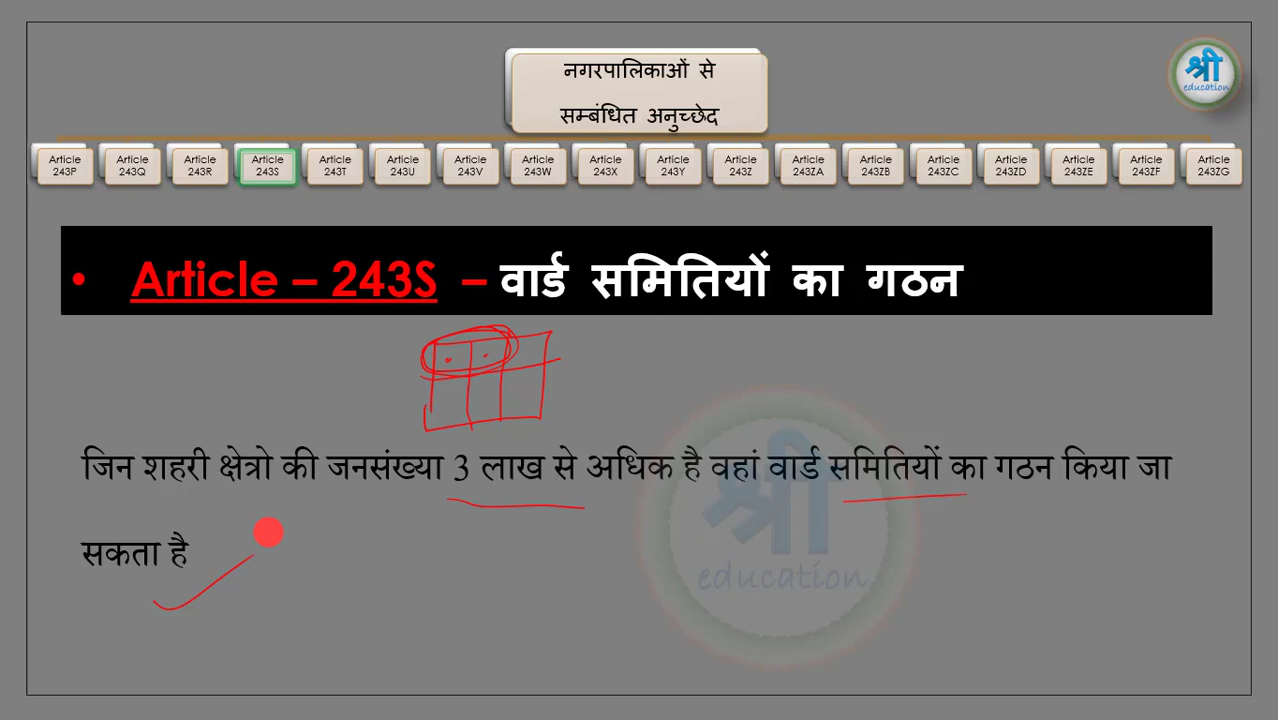 नगरपालिकाओं से
सम्बंधित अनुच्छेद
श्री
education
Article 243P
Article 243Q
Article 243R
Article 243S
Article 243T
Article 243U
Article 243V
Article 243W
Article 243X
Article 243Y
Article 243Z
Article 243ZA
Article 243ZB
Article 243ZC
Article 243ZD
Article 243ZE
Article 243ZF
Article 243ZG
• Article – 243S – वार्ड समितियों का गठन
जिन शहरी क्षेत्रो की जनसंख्या 3 लाख से अधिक है वहां वार्ड समितियों का गठन किया जा
सकता है
श्री
education